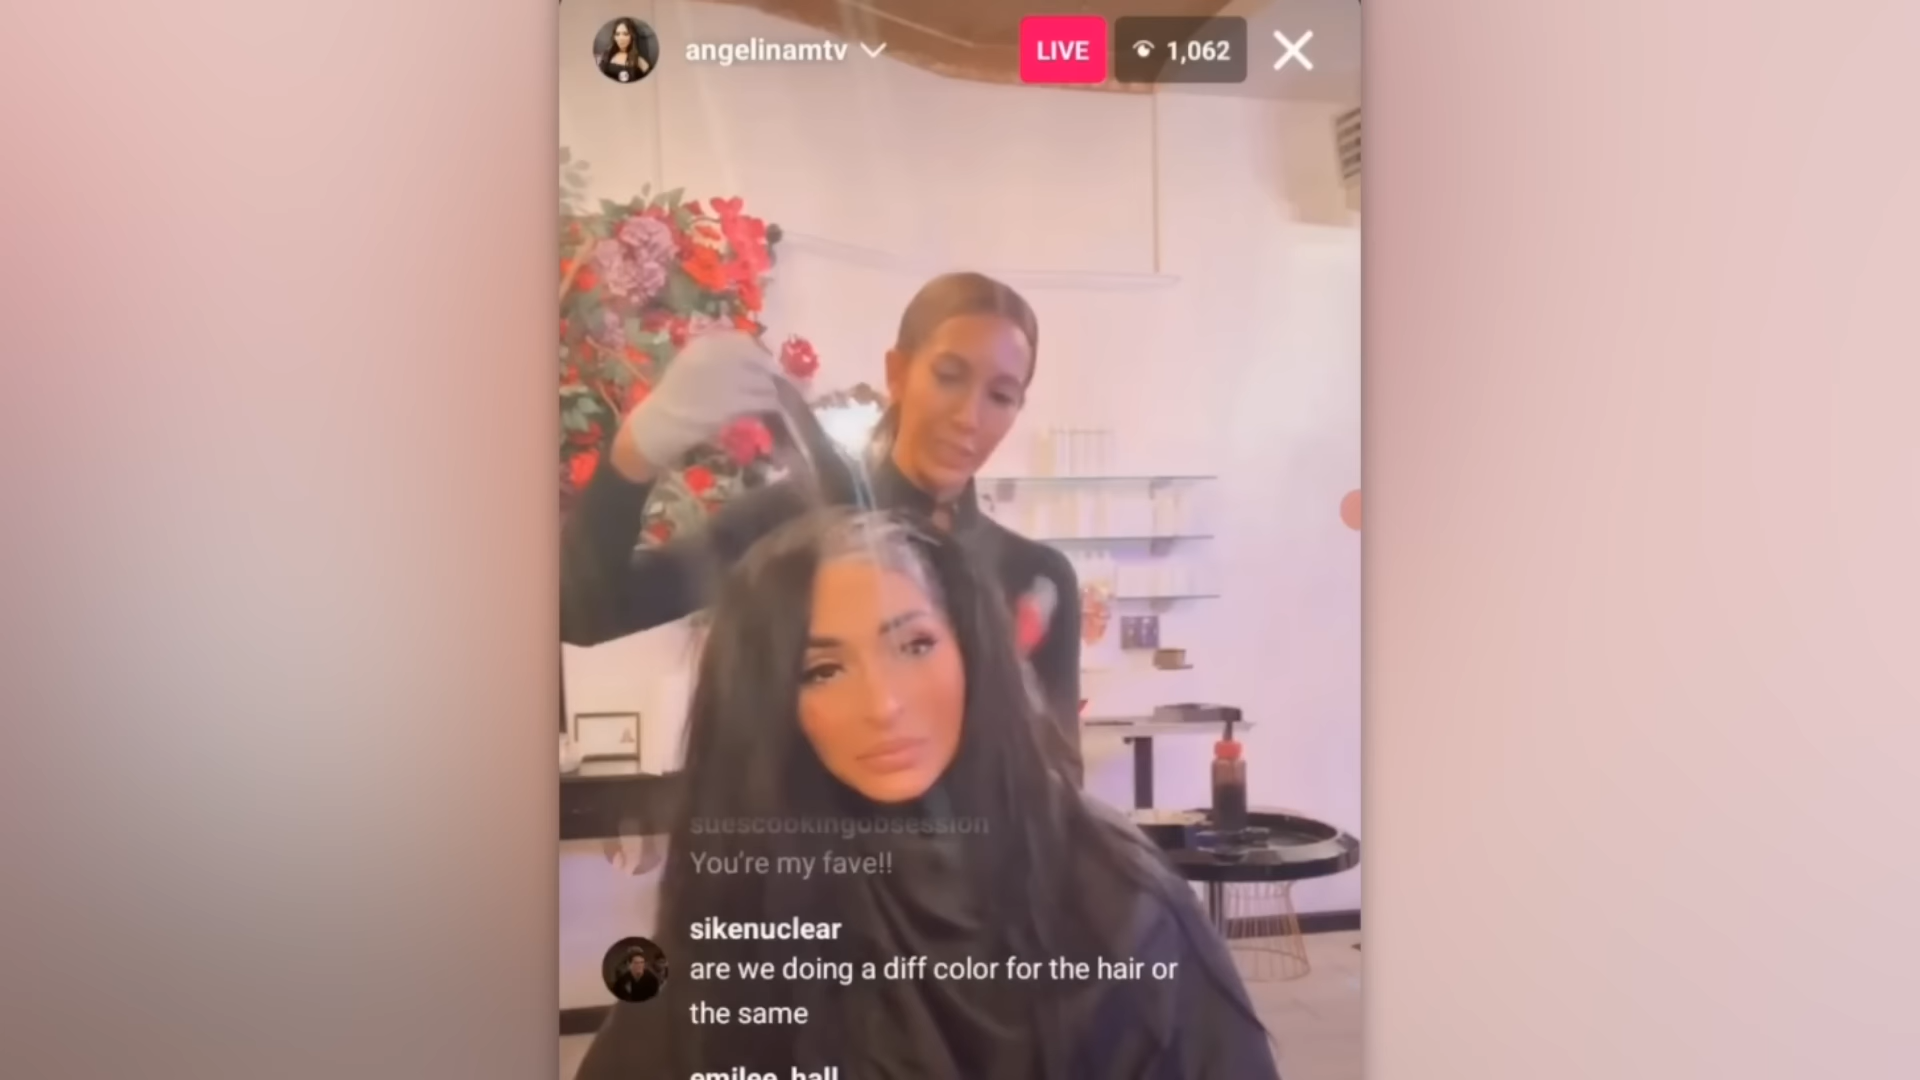 angelinamtv
LIVE
1,062
suescookingobsession
You're my fave!!
sikenuclear
are we doing a diff color for the hair or
the same
emilee_hall